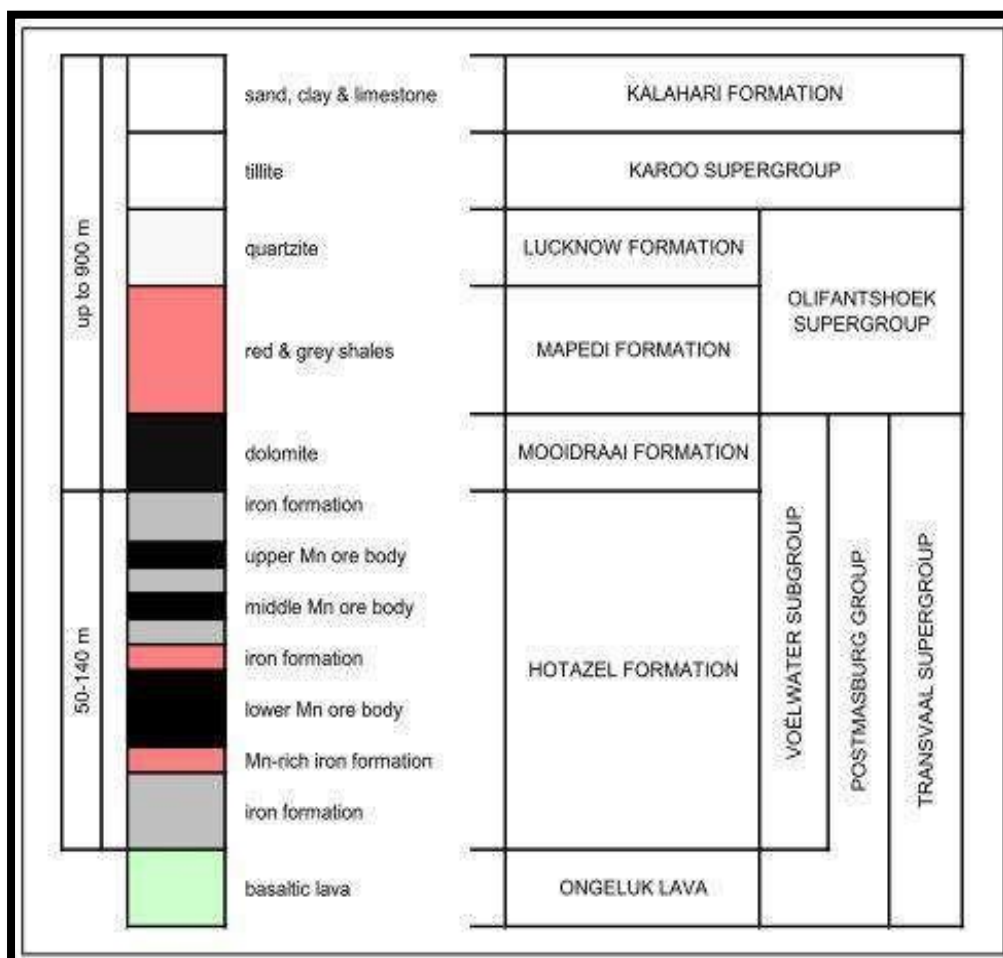 up to 900 m
50-140 m
sand, clay & limestone
tillite
quartzite
red & grey shales
dolomite
iron formation
upper Mn ore body
middle Mn ore body
iron formation
lower Mn ore body
Mn-rich iron formation
iron formation
basaltic lava
KALAHARI FORMATION
KAROO SUPERGROUP
LUCKNOW FORMATION
MAPEDI FORMATION
MOOIDRAAI FORMATION
HOTAZEL FORMATION
ONGELUK LAVA
OLIFANTSHOEK
SUPERGROUP
VOËLWATER SUBGROUP
POSTMASBURG GROUP
TRANSVAAL SUPERGROUP